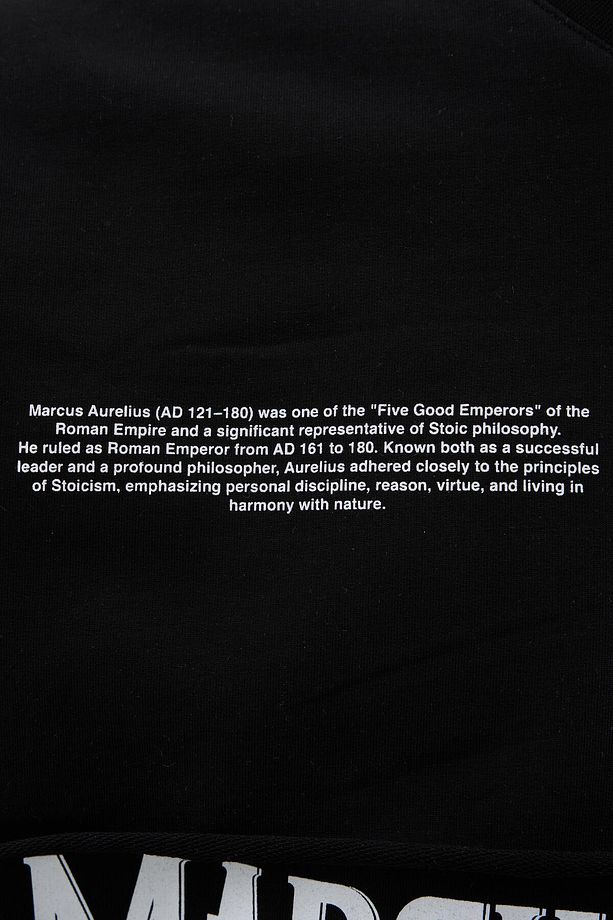 Marcus Aurelius (AD 121–180) was one of the "Five Good Emperors" of the
Roman Empire and a significant representative of Stoic philosophy.
He ruled as Roman Emperor from AD 161 to 180. Known both as a successful
leader and a profound philosopher, Aurelius adhered closely to the principles
of Stoicism, emphasizing personal discipline, reason, virtue, and living in
harmony with nature.